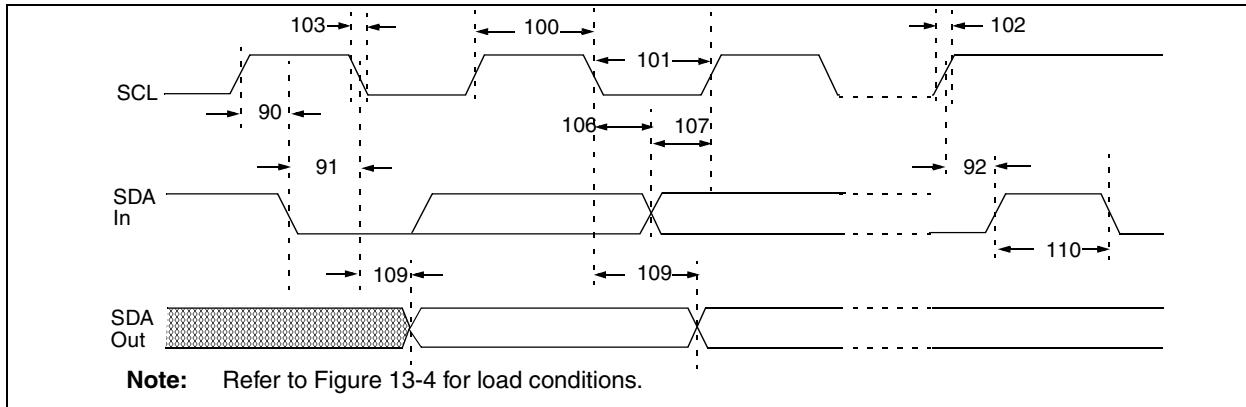 103
100
102
101
SCL
90
106
107
91
92
SDA
In
110
109
109
SDA
Out
Note: Refer to Figure 13-4 for load conditions.